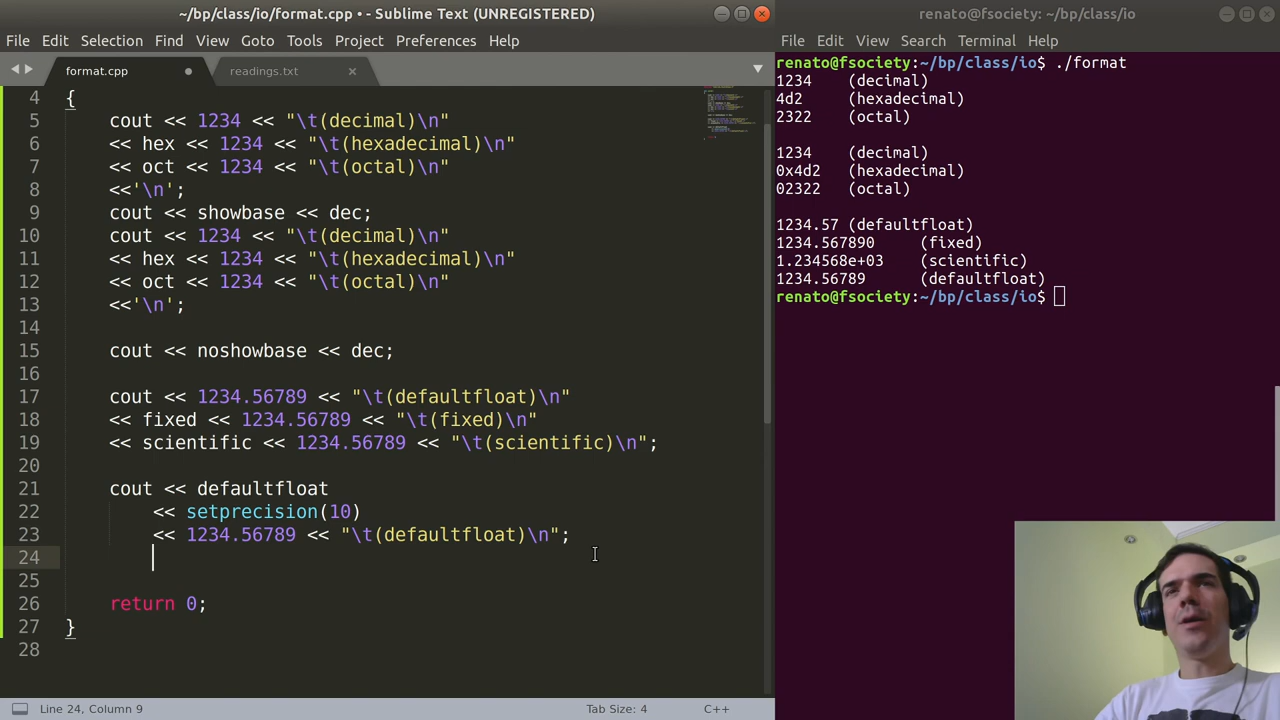 ~/bp/class/io/format.cpp • - Sublime Text (UNREGISTERED)
File Edit Selection Find View Goto Tools Project Preferences Help
format.cpp readings.txt
4 {
5 cout << 1234 << "\t(decimal)\n"
6 << hex << 1234 << "\t(hexadecimal)\n"
7 << oct << 1234 << "\t(octal)\n"
8 <<'\n';
9 cout << showbase << dec;
10 cout << 1234 << "\t(decimal)\n"
11 << hex << 1234 << "\t(hexadecimal)\n"
12 << oct << 1234 << "\t(octal)\n"
13 <<'\n';
14
15 cout << noshowbase << dec;
16
17 cout << 1234.56789 << "\t(defaultfloat)\n"
18 << fixed << 1234.56789 << "\t(fixed)\n"
19 << scientific << 1234.56789 << "\t(scientific)\n";
20
21 cout << defaultfloat
22 << setprecision(10)
23 << 1234.56789 << "\t(defaultfloat)\n";
24
25
26 return 0;
27 }
28
Line 24, Column 9 Tab Size: 4 C++
renato@fsociety: ~/bp/class/io
File Edit View Search Terminal Help
renato@fsociety:~/bp/class/io$ ./format
1234 (decimal)
4d2 (hexadecimal)
2322 (octal)
1234 (decimal)
0x4d2 (hexadecimal)
02322 (octal)
1234.57 (defaultfloat)
1234.567890 (fixed)
1.234568e+03 (scientific)
1234.56789 (defaultfloat)
renato@fsociety:~/bp/class/io$